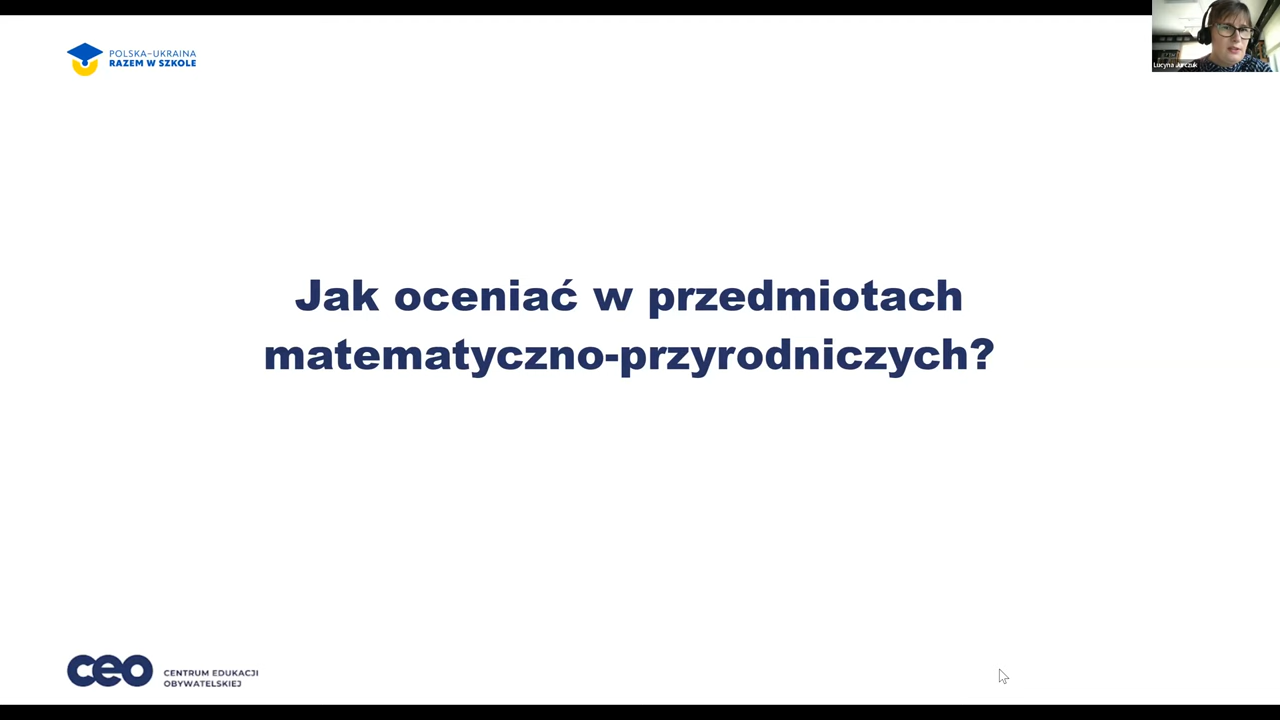 POLSKA-UKRAINA
RAZEM W SZKOLE
Lucyna Jurczuk
Jak oceniać w przedmiotach
matematyczno-przyrodniczych?
ceo
CENTRUM EDUKACJI
OBYWATELSKIEJ